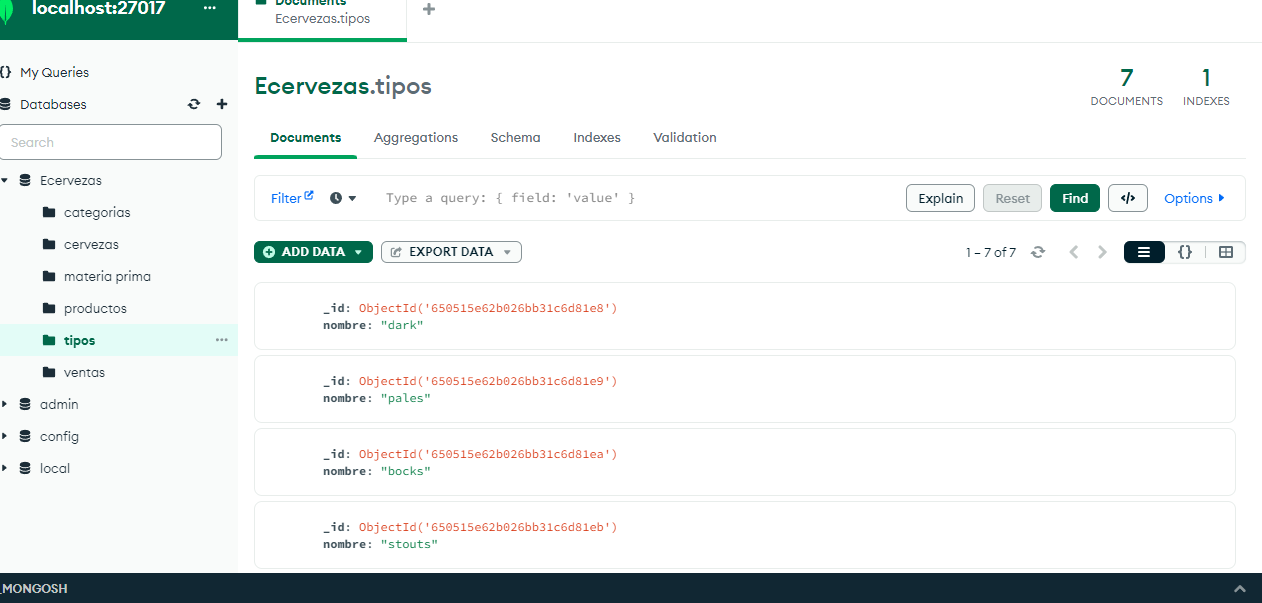 localhost:27017
...
Documents
Ecervezas.tipos
+
{} My Queries
Databases
Search
Ecervezas
categorias
cervezas
materia prima
productos
tipos ...
ventas
admin
config
local
Ecervezas.tipos
7
DOCUMENTS
1
INDEXES
Documents Aggregations Schema Indexes Validation
Filter Type a query: { field: 'value' } Explain Reset Find </> Options
ADD DATA EXPORT DATA 1 – 7 of 7 {}
_id: ObjectId('650515e62b026bb31c6d81e8')
nombre: "dark"
_id: ObjectId('650515e62b026bb31c6d81e9')
nombre: "pales"
_id: ObjectId('650515e62b026bb31c6d81ea')
nombre: "bocks"
_id: ObjectId('650515e62b026bb31c6d81eb')
nombre: "stouts"
_MONGOSH